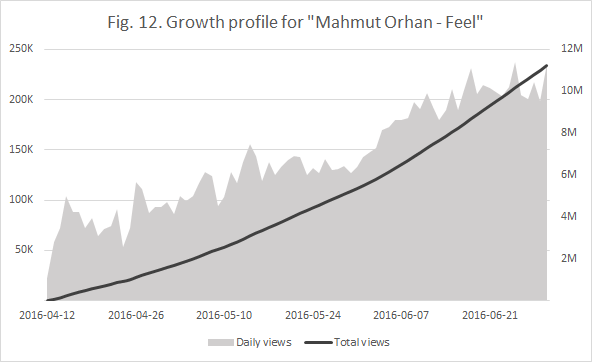 Fig. 12. Growth profile for "Mahmut Orhan - Feel"
250K
12M
200K
10M
8M
150K
6M
100K
4M
50K
2M
2016-04-12 2016-04-26 2016-05-10 2016-05-24 2016-06-07 2016-06-21
Daily views Total views